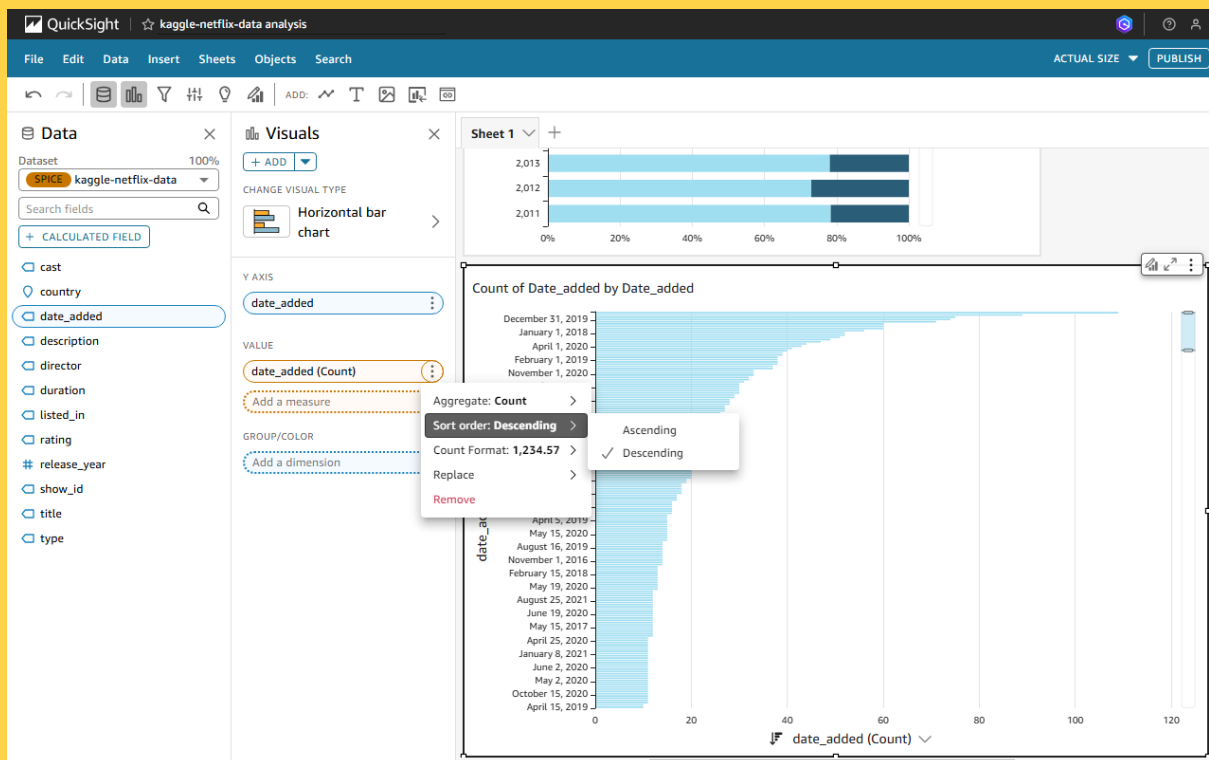 QuickSight
kaggle-netflix-data analysis
File Edit Data Insert Sheets Objects Search
ACTUAL SIZE
PUBLISH
ADD:
Data
Dataset 100%
SPICE kaggle-netflix-data
Search fields
+ CALCULATED FIELD
cast
country
date_added
description
director
duration
listed_in
rating
# release_year
show_id
title
type
Visuals
+ ADD
CHANGE VISUAL TYPE
Horizontal bar
chart
Y AXIS
date_added
VALUE
date_added (Count)
Add a measure
GROUP/COLOR
Add a dimension
Aggregate: Count
Sort order: Descending
Count Format: 1,234.57
Replace
Remove
Ascending
Descending
Sheet 1
2,013
2,012
2,011
0% 20% 40% 60% 80% 100%
Count of Date_added by Date_added
December 31, 2019
January 1, 2018
April 1, 2020
February 1, 2019
November 1, 2020
April 5, 2019
May 15, 2020
August 16, 2019
November 1, 2016
February 15, 2018
May 19, 2020
August 25, 2021
June 19, 2020
May 15, 2017
April 25, 2020
January 8, 2021
June 2, 2020
May 2, 2020
October 15, 2020
April 15, 2019
0 20 40 60 80 100 120
date_added (Count)